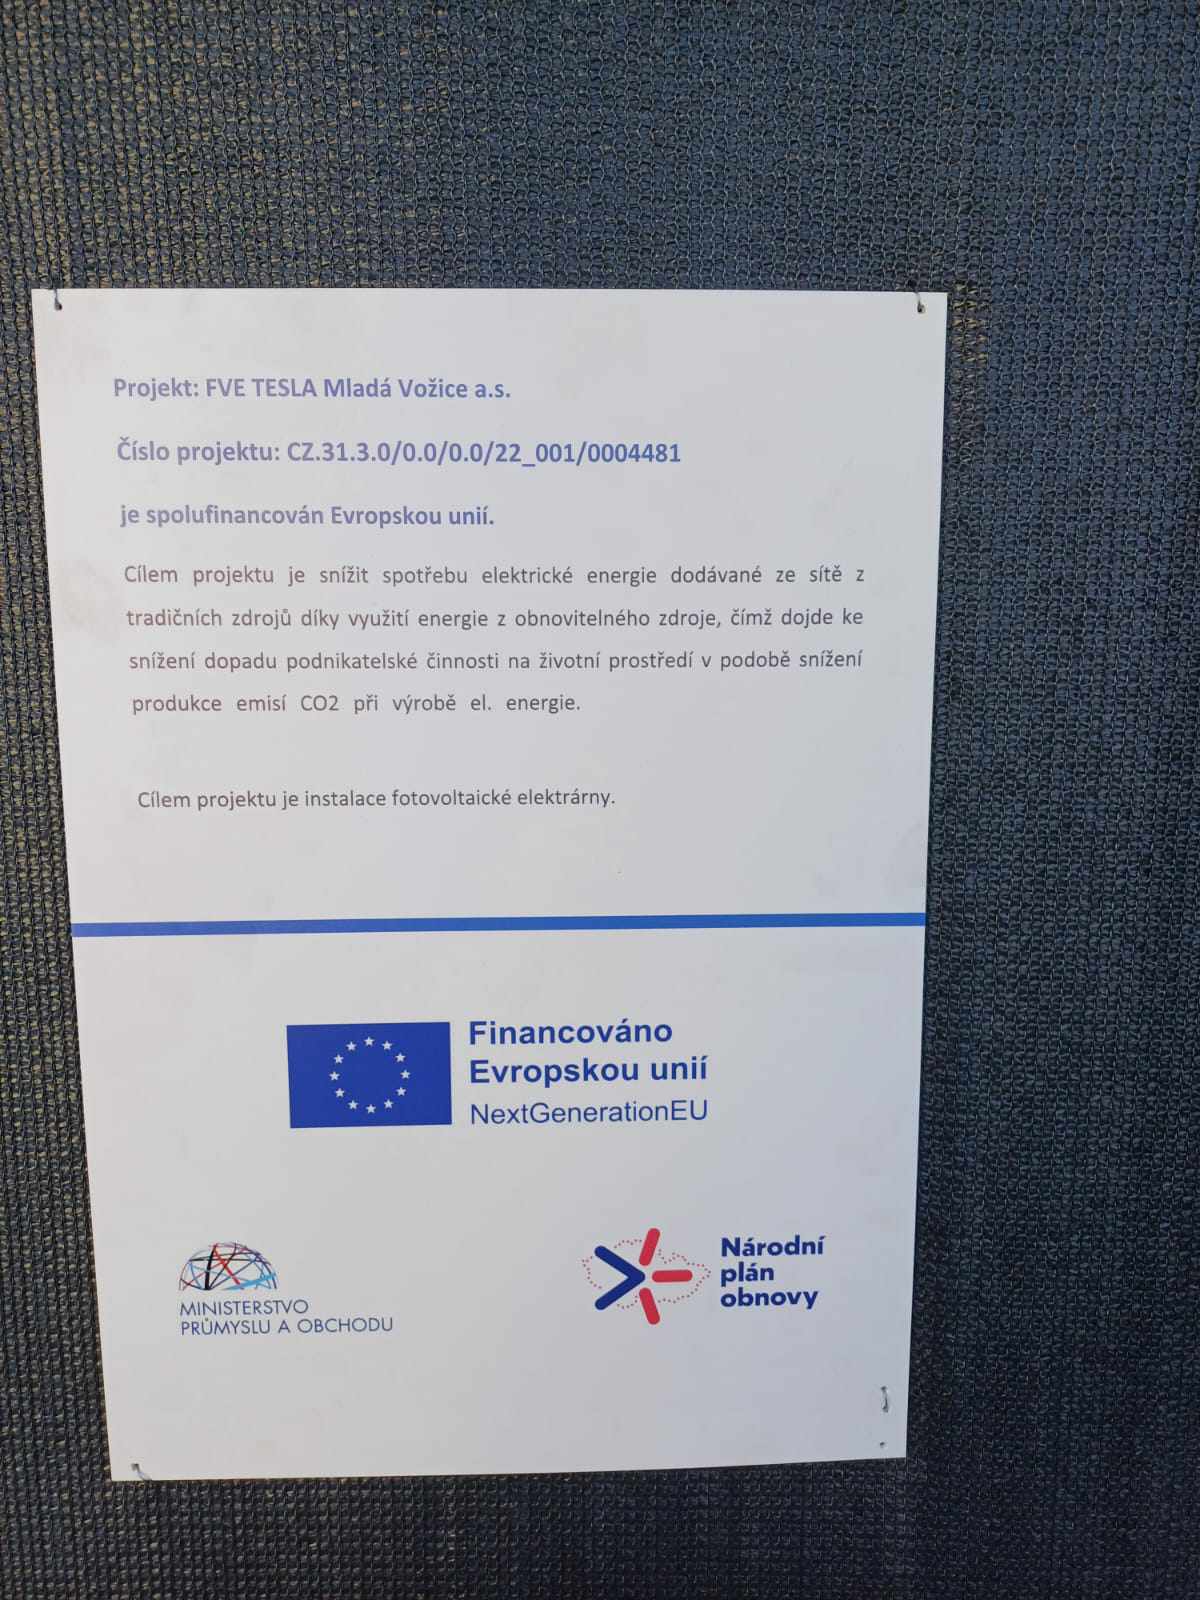 Projekt: FVE TESLA Mladá Vožice a.s.
Číslo projektu: CZ.31.3.0/0.0/0.0/22_001/0004481
je spolufinancován Evropskou unií.
Cílem projektu je snížit spotřebu elektrické energie dodávané ze sítě z
tradičních zdrojů díky využití energie z obnovitelného zdroje, čímž dojde ke
snížení dopadu podnikatelské činnosti na životní prostředí v podobě snížení
produkce emisí CO2 při výrobě el. energie.
Cílem projektu je instalace fotovoltaické elektrárny.
Financováno
Evropskou unií
NextGenerationEU
MINISTERSTVO
PRŮMYSLU A OBCHODU
Národní
plán
obnovy